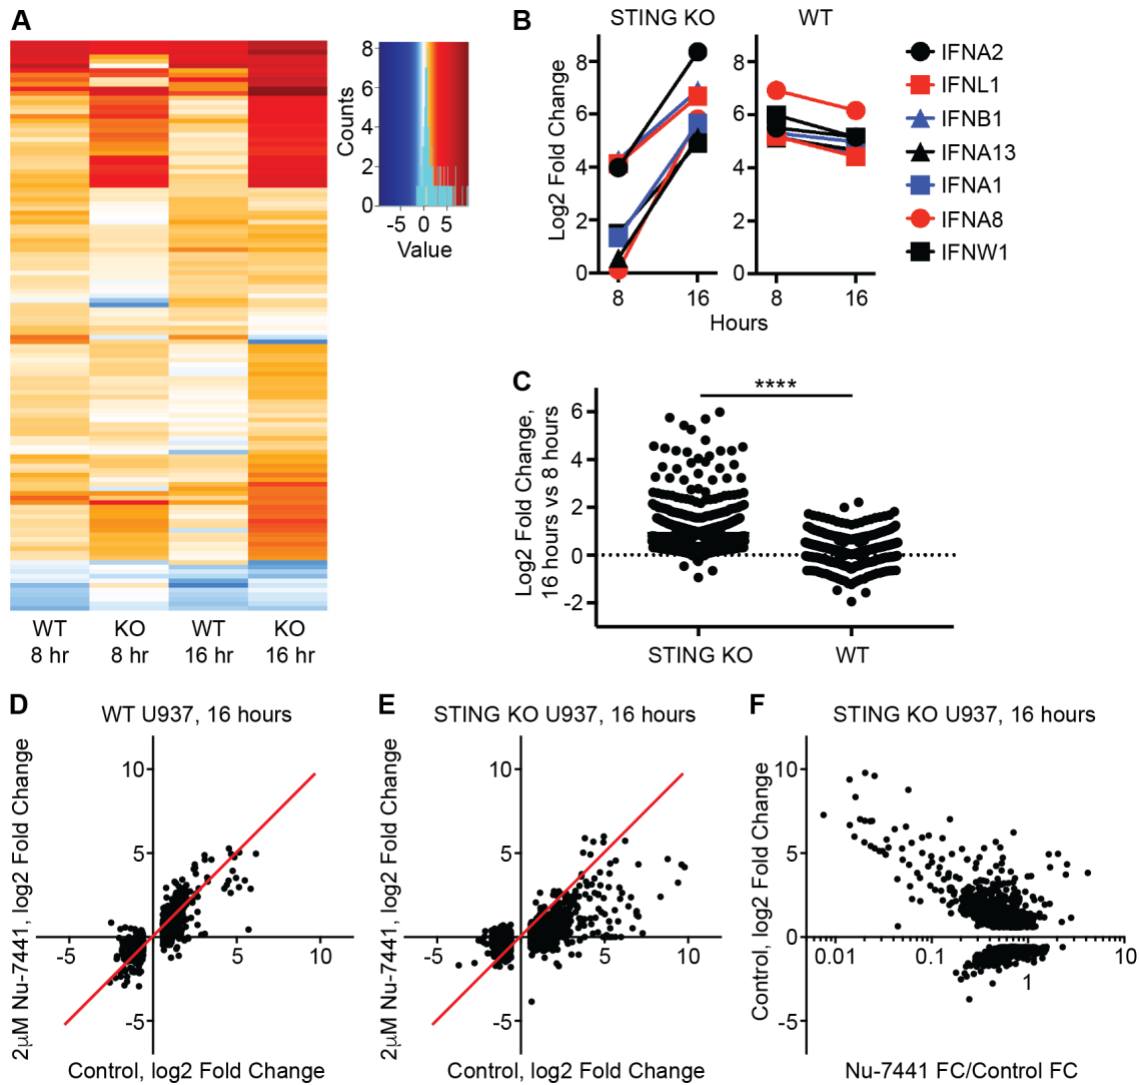 A
WT
8 hr
KO
8 hr
WT
16 hr
KO
16 hr
Counts
8
6
4
2
0
-5
0
5
Value
B
STING KO
WT
Log2 Fold Change
8
6
4
2
0
8
16
8
6
4
2
0
8
16
Hours
IFNA2
IFNL1
IFNB1
IFNA13
IFNA1
IFNA8
IFNW1
C
****
Log2 Fold Change,
16 hours vs 8 hours
6
4
2
0
-2
STING KO
WT
D
WT U937, 16 hours
2μM Nu-7441, log2 Fold Change
10
5
-5
-5
5
10
Control, log2 Fold Change
E
STING KO U937, 16 hours
2μM Nu-7441, log2 Fold Change
10
5
-5
-5
5
10
Control, log2 Fold Change
F
STING KO U937, 16 hours
Control, log2 Fold Change
10
5
0
-5
0.01
0.1
1
10
Nu-7441 FC/Control FC